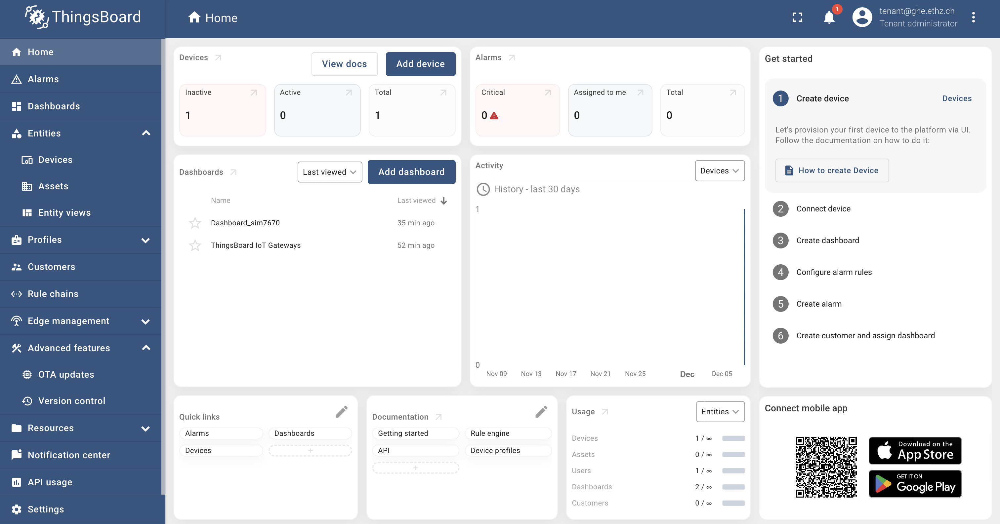 ThingsBoard
Home
1
tenant@ghe.ethz.ch
Tenant administrator
Home
Alarms
Dashboards
Entities
Devices
Assets
Entity views
Profiles
Customers
Rule chains
Edge management
Advanced features
OTA updates
Version control
Resources
Notification center
API usage
Settings
Devices
View docs
Add device
Inactive
1
Active
0
Total
1
Alarms
Critical
0
Assigned to me
0
Total
0
Dashboards
Last viewed
Add dashboard
Name Last viewed
Dashboard_sim7670 35 min ago
ThingsBoard IoT Gateways 52 min ago
Activity
Devices
History - last 30 days
1
0
Nov 09 Nov 13 Nov 17 Nov 21 Nov 25 Dec Dec 05
Get started
1 Create device Devices
Let's provision your first device to the platform via UI.
Follow the documentation on how to do it:
How to create Device
2 Connect device
3 Create dashboard
4 Configure alarm rules
5 Create alarm
6 Create customer and assign dashboard
Quick links
Alarms Dashboards
Devices +
Documentation
Getting started Rule engine
API Device profiles
+
Usage
Entities
Devices 1 / ∞
Assets 0 / ∞
Users 1 / ∞
Dashboards 2 / ∞
Customers 0 / ∞
Connect mobile app
Download on the
App Store
GET IT ON
Google Play